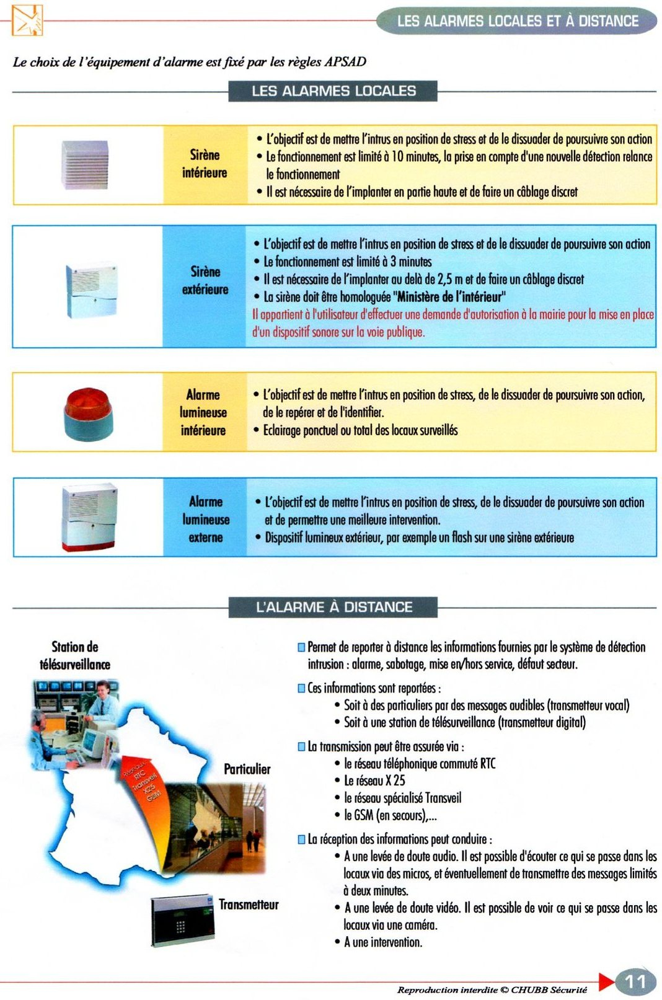 LES ALARMES LOCALES ET À DISTANCE
Le choix de l'équipement d'alarme est fixé par les règles APSAD
LES ALARMES LOCALES
Sirène
intérieure
• L'objectif est de mettre l'intrus en position de stress et de le dissuader de poursuivre son action
• Le fonctionnement est limité à 10 minutes, la prise en compte d'une nouvelle détection relance
le fonctionnement
• Il est nécessaire de l'implanter en partie haute et de faire un câblage discret
Sirène
extérieure
• L'objectif est de mettre l'intrus en position de stress et de le dissuader de poursuivre son action
• Le fonctionnement est limité à 3 minutes
• Il est nécessaire de l'implanter au delà de 2,5 m et de faire un câblage discret
• La sirène doit être homologuée "Ministère de l'intérieur"
Il appartient à l'utilisateur d'effectuer une demande d'autorisation à la mairie pour la mise en place
d'un dispositif sonore sur la voie publique.
Alarme
lumineuse
intérieure
• L'objectif est de mettre l'intrus en position de stress, de le dissuader de poursuivre son action,
de le repérer et de l'identifier.
• Eclairage ponctuel ou total des locaux surveillés
Alarme
lumineuse
externe
• L'objectif est de mettre l'intrus en position de stress, de le dissuader de poursuivre son action
et de permettre une meilleure intervention.
• Dispositif lumineux extérieur, par exemple un flash sur une sirène extérieure
L'ALARME À DISTANCE
Station de
télésurveillance
Réseaux
RTC
Transveil
X25
GSM
Particulier
Transmetteur
Permet de reporter à distance les informations fournies par le système de détection
intrusion : alarme, sabotage, mise en/hors service, défaut secteur.
Ces informations sont reportées :
• Soit à des particuliers par des messages audibles (transmetteur vocal)
• Soit à une station de télésurveillance (transmetteur digital)
La transmission peut être assurée via :
• le réseau téléphonique commuté RTC
• Le réseau X 25
• le réseau spécialisé Transveil
• le GSM (en secours),...
La réception des informations peut conduire :
• A une levée de doute audio. Il est possible d'écouter ce qui se passe dans les
locaux via des micros, et éventuellement de transmettre des messages limités
à deux minutes.
• A une levée de doute vidéo. Il est possible de voir ce qui se passe dans les
locaux via une caméra.
• A une intervention.
Reproduction interdite © CHUBB Sécurité
11